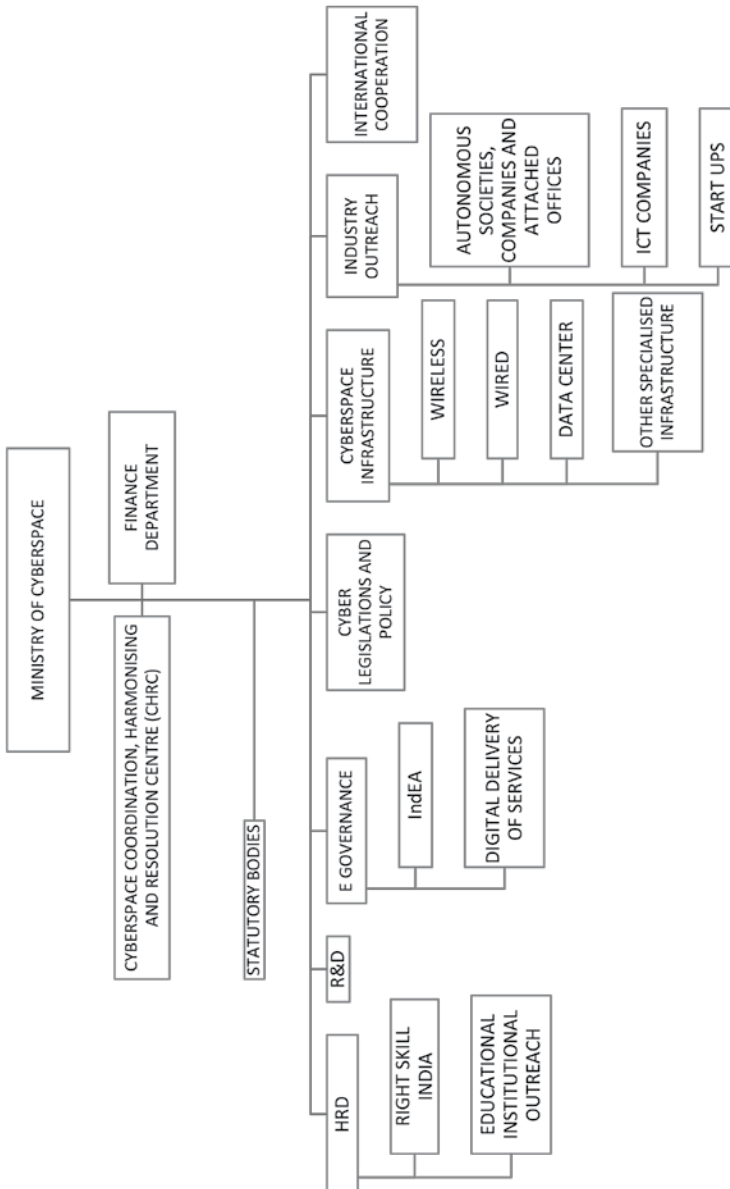 MINISTRY OF CYBERSPACE
CYBERSPACE COORDINATION, HARMONISING
AND RESOLUTION CENTRE (CHRC)
FINANCE
DEPARTMENT
STATUTORY BODIES
HRD
RIGHT SKILL
INDIA
EDUCATIONAL
INSTITUTIONAL
OUTREACH
R&D
E GOVERNANCE
IndEA
DIGITAL DELIVERY
OF SERVICES
CYBER
LEGISLATIONS AND
POLICY
CYBERSPACE
INFRASTRUCTURE
WIRELESS
WIRED
DATA CENTER
OTHER SPECIALISED
INFRASTRUCTURE
INDUSTRY
OUTREACH
AUTONOMOUS
SOCIETIES,
COMPANIES AND
ATTACHED
OFFICES
ICT COMPANIES
START UPS
INTERNATIONAL
COOPERATION